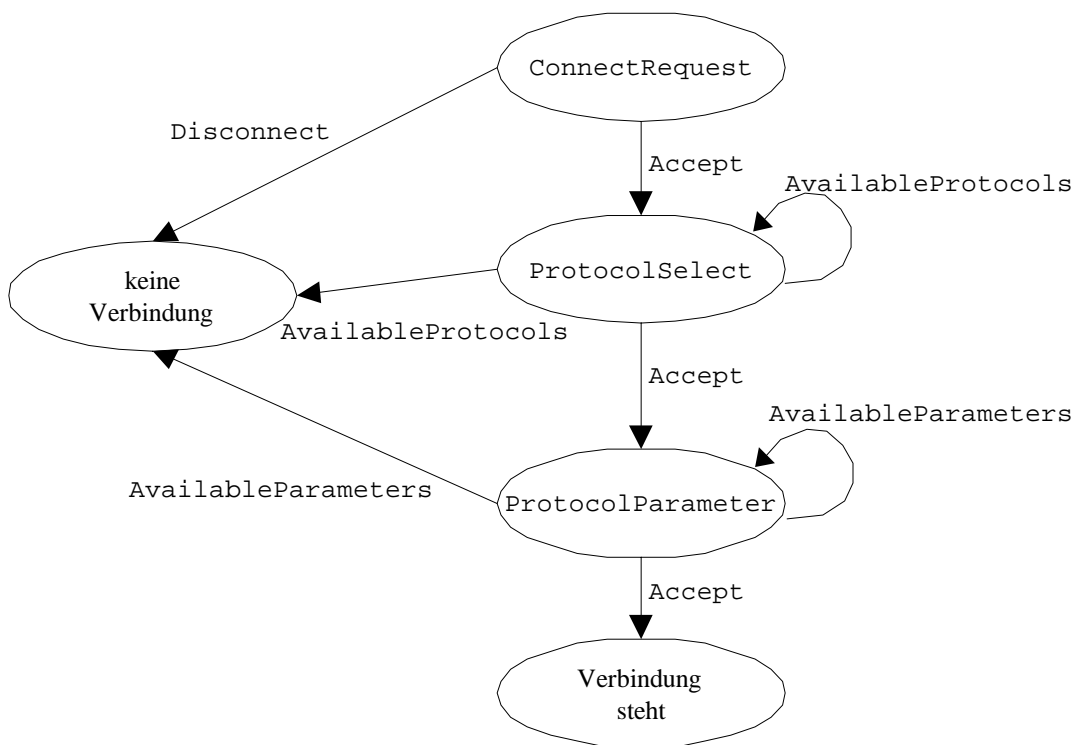 ConnectRequest
Disconnect
Accept
AvailableProtocols
ProtocolSelect
keine
Verbindung
AvailableProtocols
Accept
AvailableParameters
AvailableParameters
ProtocolParameter
Accept
Verbindung
steht